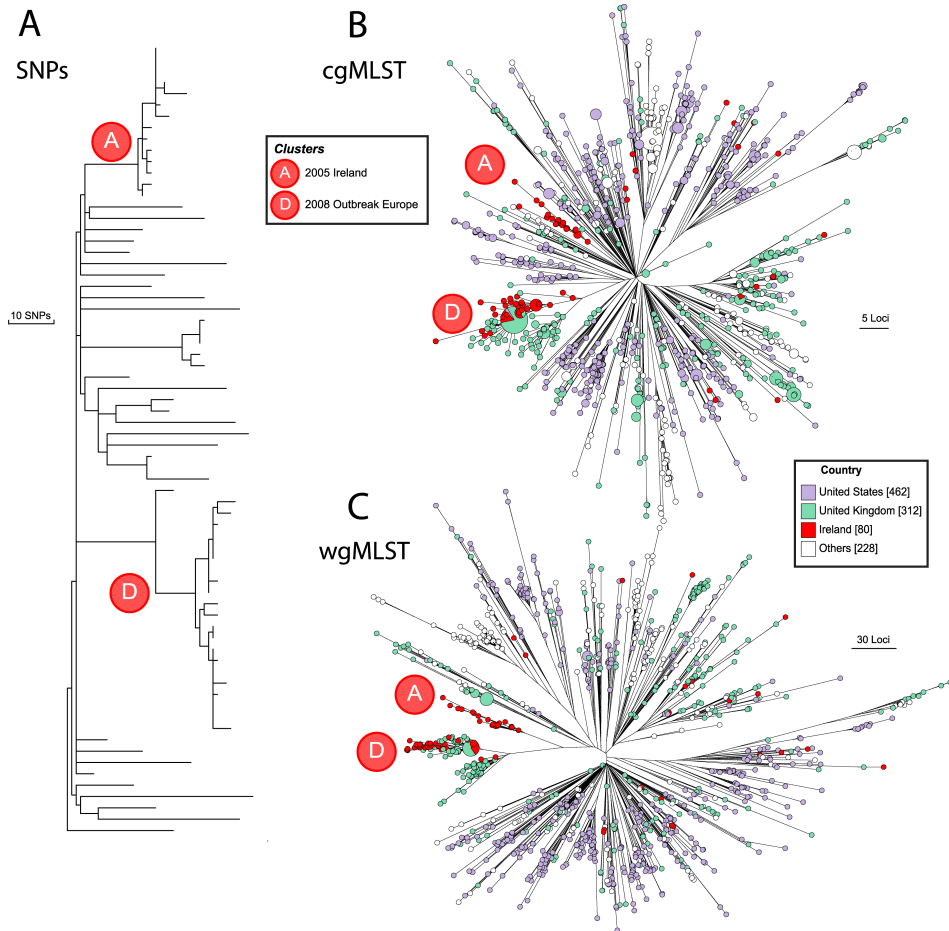 A
SNPs
A
D
10 SNPs
Clusters
A 2005 Ireland
D 2008 Outbreak Europe
B
cgMLST
A
D
5 Loci
Country
United States [462]
United Kingdom [312]
Ireland [80]
Others [228]
C
wgMLST
A
D
30 Loci